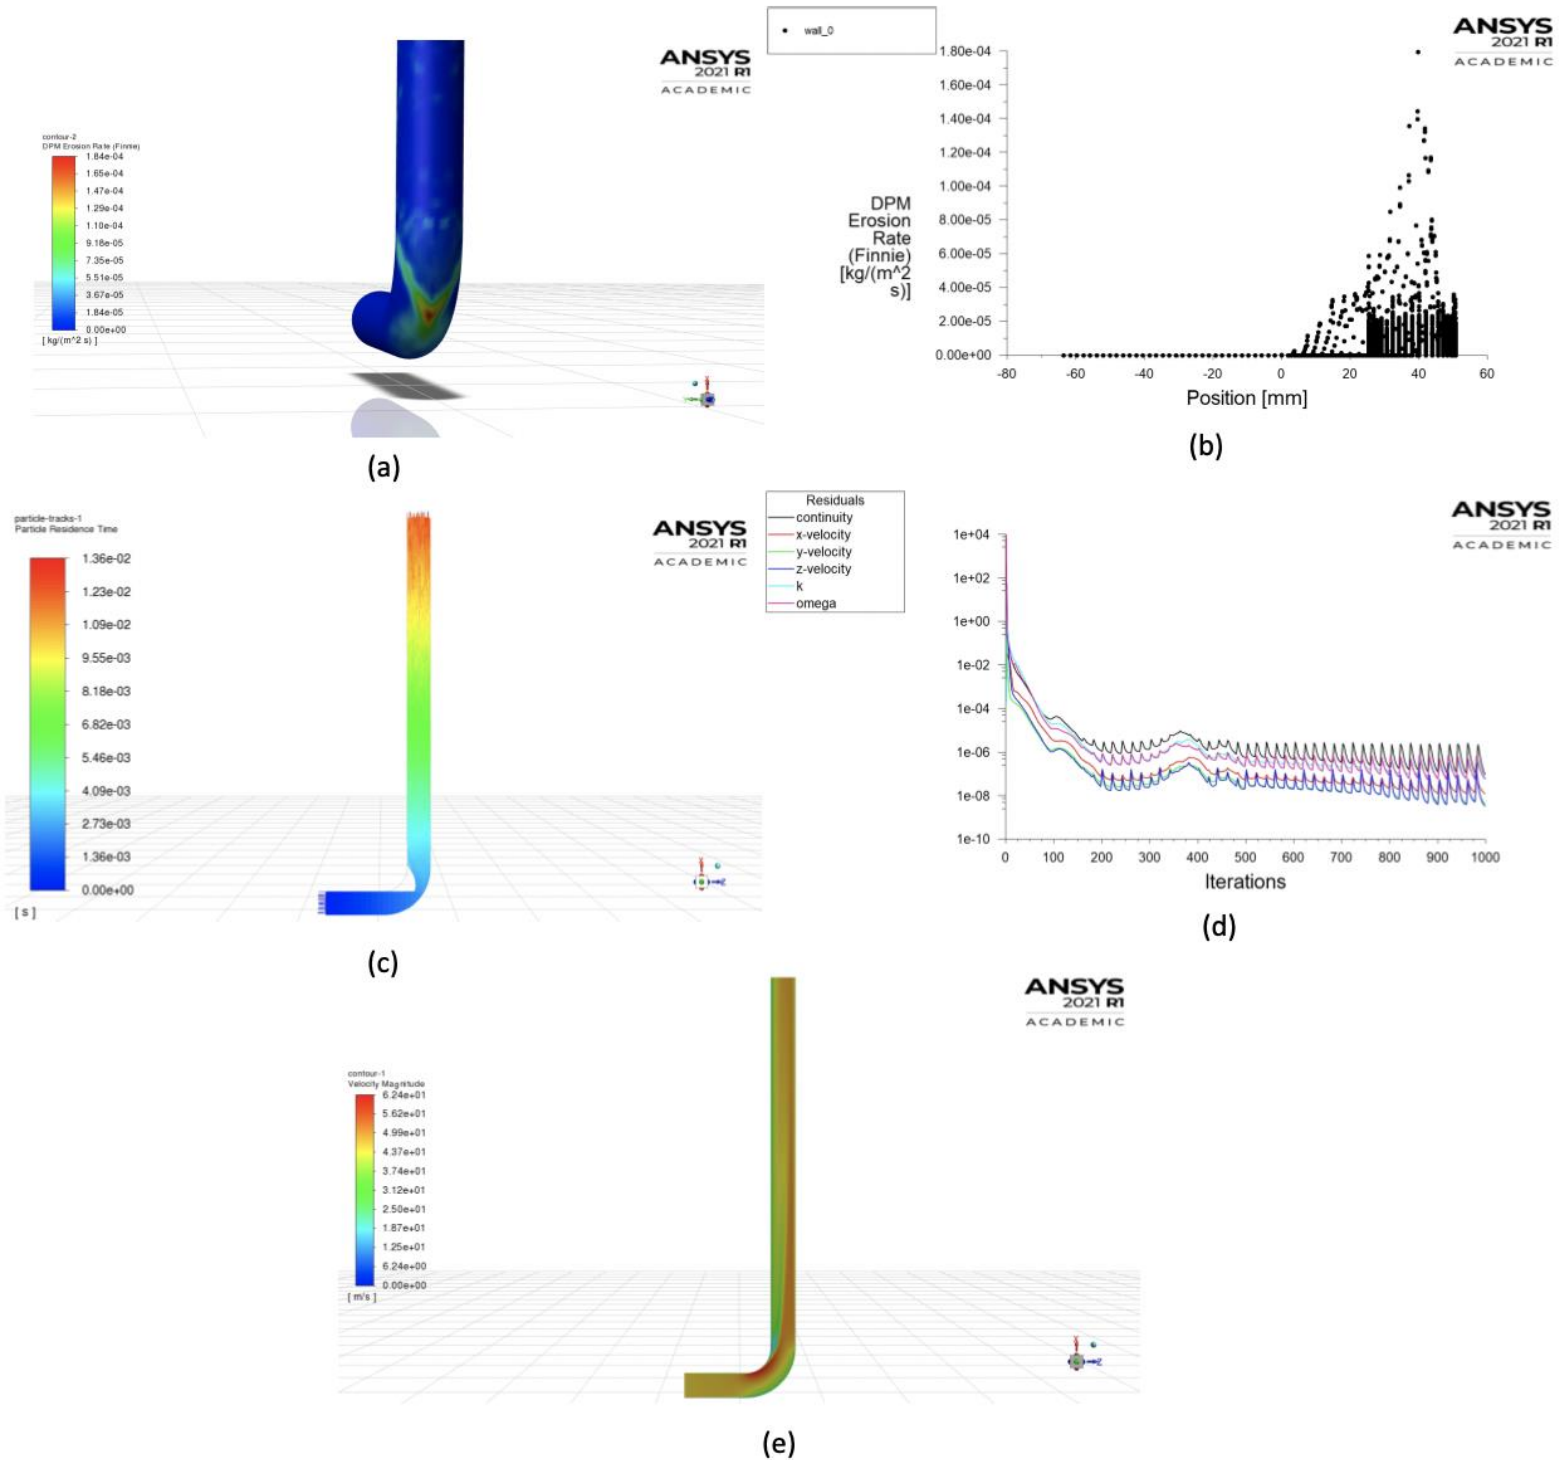 contour-2
DPM Erosion Rate (Finnie)
1.84e-04
1.65e-04
1.47e-04
1.29e-04
1.10e-04
9.18e-05
7.35e-05
5.51e-05
3.67e-05
1.84e-05
0.00e+00
[ kg/(m^2 s) ]
ANSYS
2021 R1
ACADEMIC
(a)
wall_0
ANSYS
2021 R1
ACADEMIC
1.80e-04
1.60e-04
1.40e-04
1.20e-04
1.00e-04
8.00e-05
6.00e-05
4.00e-05
2.00e-05
0.00e+00
DPM
Erosion
Rate
(Finnie)
[kg/(m^2
s)]
-80 -60 -40 -20 0 20 40 60
Position [mm]
(b)
particle-tracks-1
Particle Residence Time
1.36e-02
1.23e-02
1.09e-02
9.55e-03
8.18e-03
6.82e-03
5.46e-03
4.09e-03
2.73e-03
1.36e-03
0.00e+00
[ s ]
ANSYS
2021 R1
ACADEMIC
Z
(c)
Residuals
continuity
x-velocity
y-velocity
z-velocity
k
omega
ANSYS
2021 R1
ACADEMIC
1e+04
1e+02
1e+00
1e-02
1e-04
1e-06
1e-08
1e-10
0 100 200 300 400 500 600 700 800 900 1000
Iterations
(d)
contour-1
Velocity Magnitude
6.24e+01
5.62e+01
4.99e+01
4.37e+01
3.74e+01
3.12e+01
2.50e+01
1.87e+01
1.25e+01
6.24e+00
0.00e+00
[ m/s ]
ANSYS
2021 R1
ACADEMIC
Z
(e)